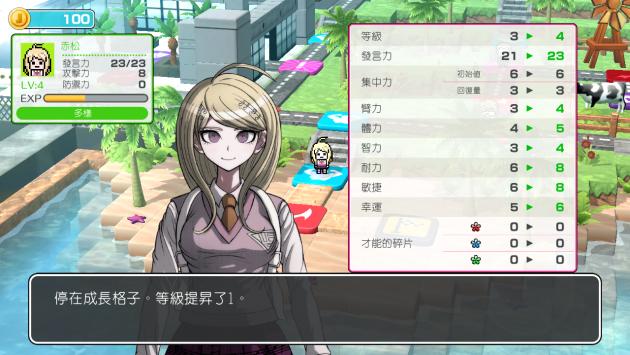 100
赤松
發言力 23/23
攻擊力 8
LV:4 防禦力 0
EXP
多樣
等級 3 ▶ 4
發言力 21 ▶ 23
集中力 初始值 6 ▶ 6
回復量 3 ▶ 3
臂力 3 ▶ 4
體力 4 ▶ 5
智力 3 ▶ 4
耐力 6 ▶ 8
敏捷 6 ▶ 8
幸運 5 ▶ 6
才能的碎片 0 ▶ 0
0 ▶ 0
0 ▶ 0
停在成長格子。等級提昇了1。